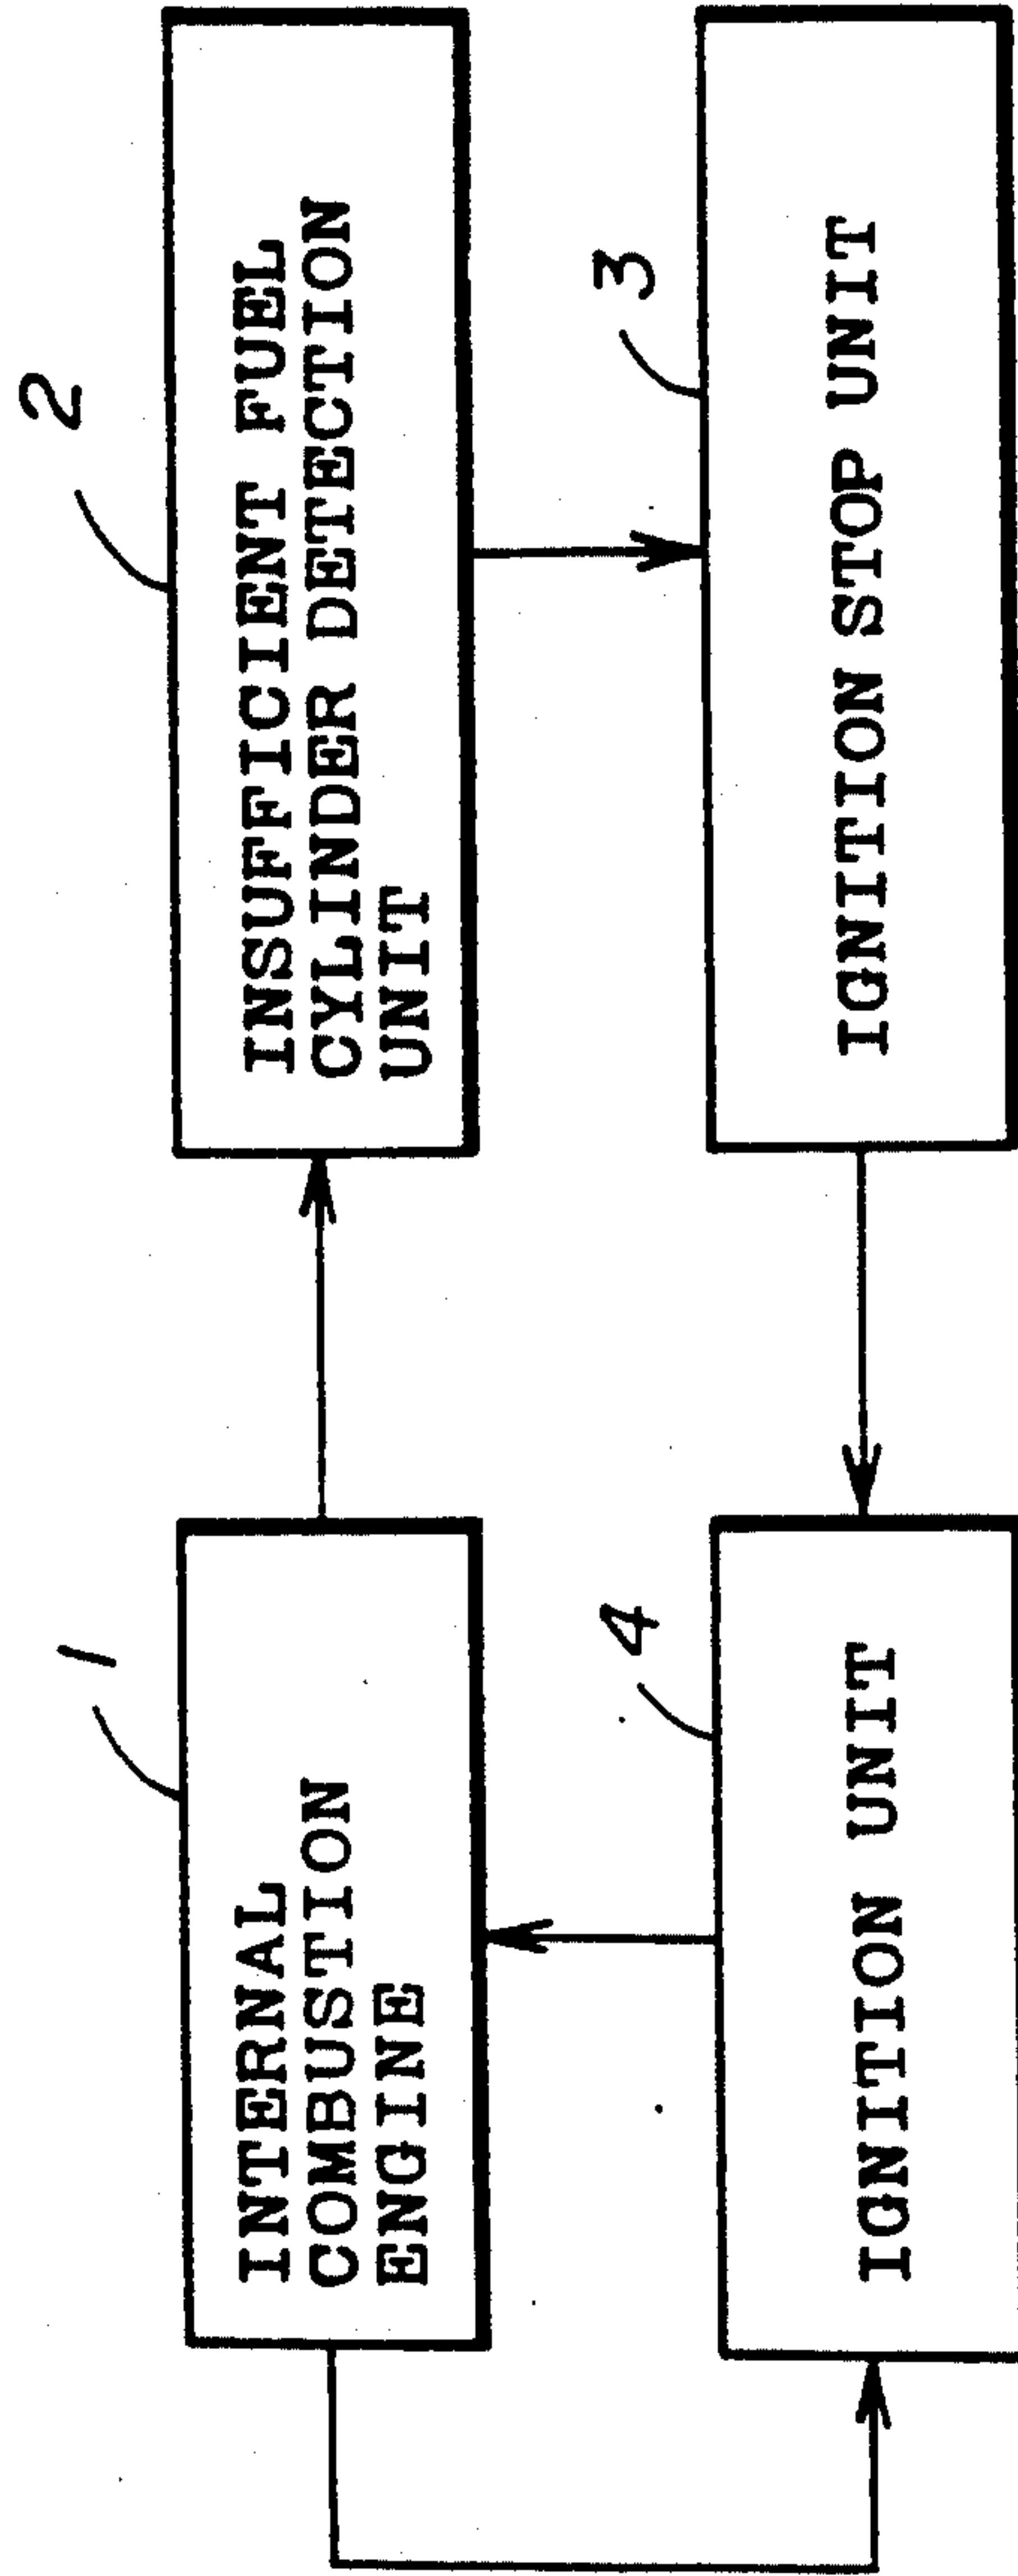 1
INTERNAL
COMBUSTION
ENGINE
2
INSUFFICIENT FUEL
CYLINDER DETECTION
UNIT
4
IGNITION UNIT
3
IGNITION STOP UNIT